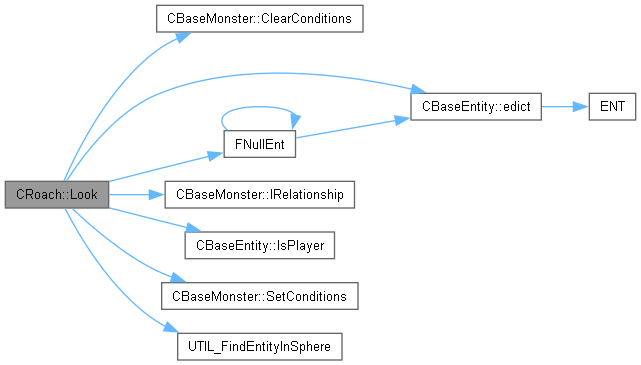 CBaseMonster::ClearConditions
CBaseEntity::edict
ENT
FNullEnt
CRoach::Look
CBaseMonster::IRelationship
CBaseEntity::IsPlayer
CBaseMonster::SetConditions
UTIL_FindEntityInSphere